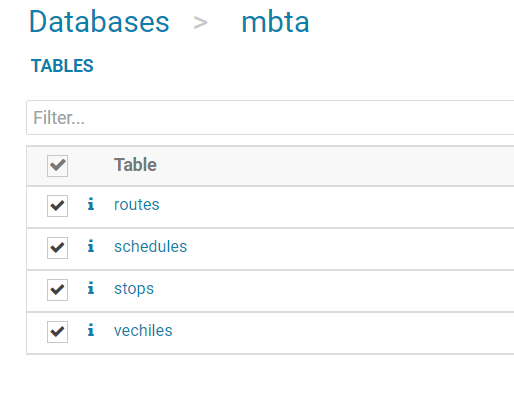 Databases > mbta
TABLES
Filter...
Table
routes
schedules
stops
vechiles